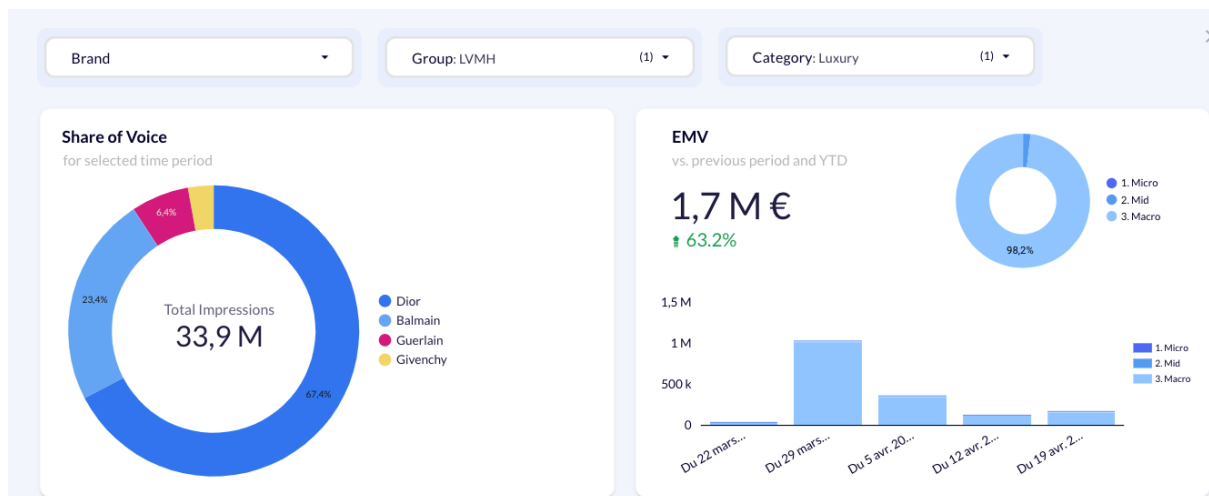 Brand
Group: LVMH (1)
Category: Luxury (1)
Share of Voice
for selected time period
6,4%
23,4%
67,4%
Total Impressions
33,9 M
Dior
Balmain
Guerlain
Givenchy
EMV
vs. previous period and YTD
1,7 M €
63.2%
98,2%
1. Micro
2. Mid
3. Macro
1,5 M
1 M
500 k
0
Du 22 mars...
Du 29 mars...
Du 5 avr. 20...
Du 12 avr. 2...
Du 19 avr. 2...
1. Micro
2. Mid
3. Macro